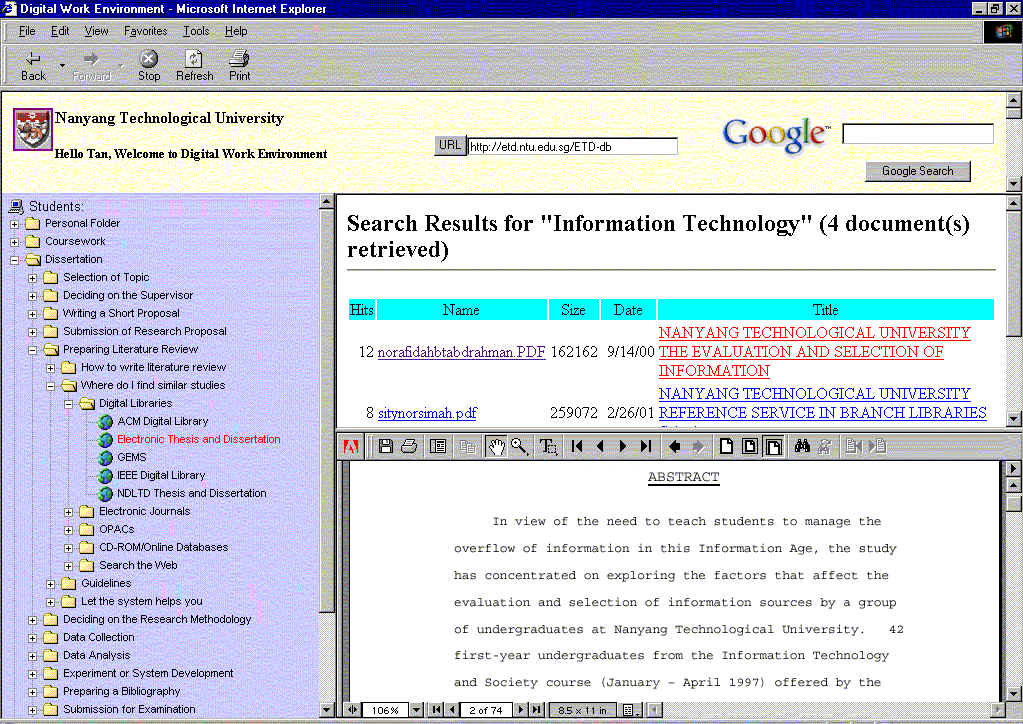 Digital Work Environment - Microsoft Internet Explorer
File Edit View Favorites Tools Help
Back Forward Stop Refresh Print
Nanyang Technological University
Hello Tan, Welcome to Digital Work Environment
URL http://etd.ntu.edu.sg/ETD-db
Google™
Google Search
Students:
Personal Folder
Coursework
Dissertation
Selection of Topic
Deciding on the Supervisor
Writing a Short Proposal
Submission of Research Proposal
Preparing Literature Review
How to write literature review
Where do I find similar studies
Digital Libraries
ACM Digital Library
Electronic Thesis and Dissertation
GEMS
IEEE Digital Library
NDLTD Thesis and Dissertation
Electronic Journals
OPACs
CD-ROM/Online Databases
Search the Web
Guidelines
Let the system helps you
Deciding on the Research Methodology
Data Collection
Data Analysis
Experiment or System Development
Preparing a Bibliography
Submission for Examination
Search Results for "Information Technology" (4 document(s)
retrieved)
Hits Name Size Date Title
12 norafidahbtabdrahman.PDF 162162 9/14/00 NANYANG TECHNOLOGICAL UNIVERSITY
THE EVALUATION AND SELECTION OF
INFORMATION
8 sitynorsimah.pdf 259072 2/26/01 NANYANG TECHNOLOGICAL UNIVERSITY
REFERENCE SERVICE IN BRANCH LIBRARIES
ABSTRACT
In view of the need to teach students to manage the
overflow of information in this Information Age, the study
has concentrated on exploring the factors that affect the
evaluation and selection of information sources by a group
of undergraduates at Nanyang Technological University. 42
first-year undergraduates from the Information Technology
and Society course (January - April 1997) offered by the
106% 2 of 74 8.5 x 11 in